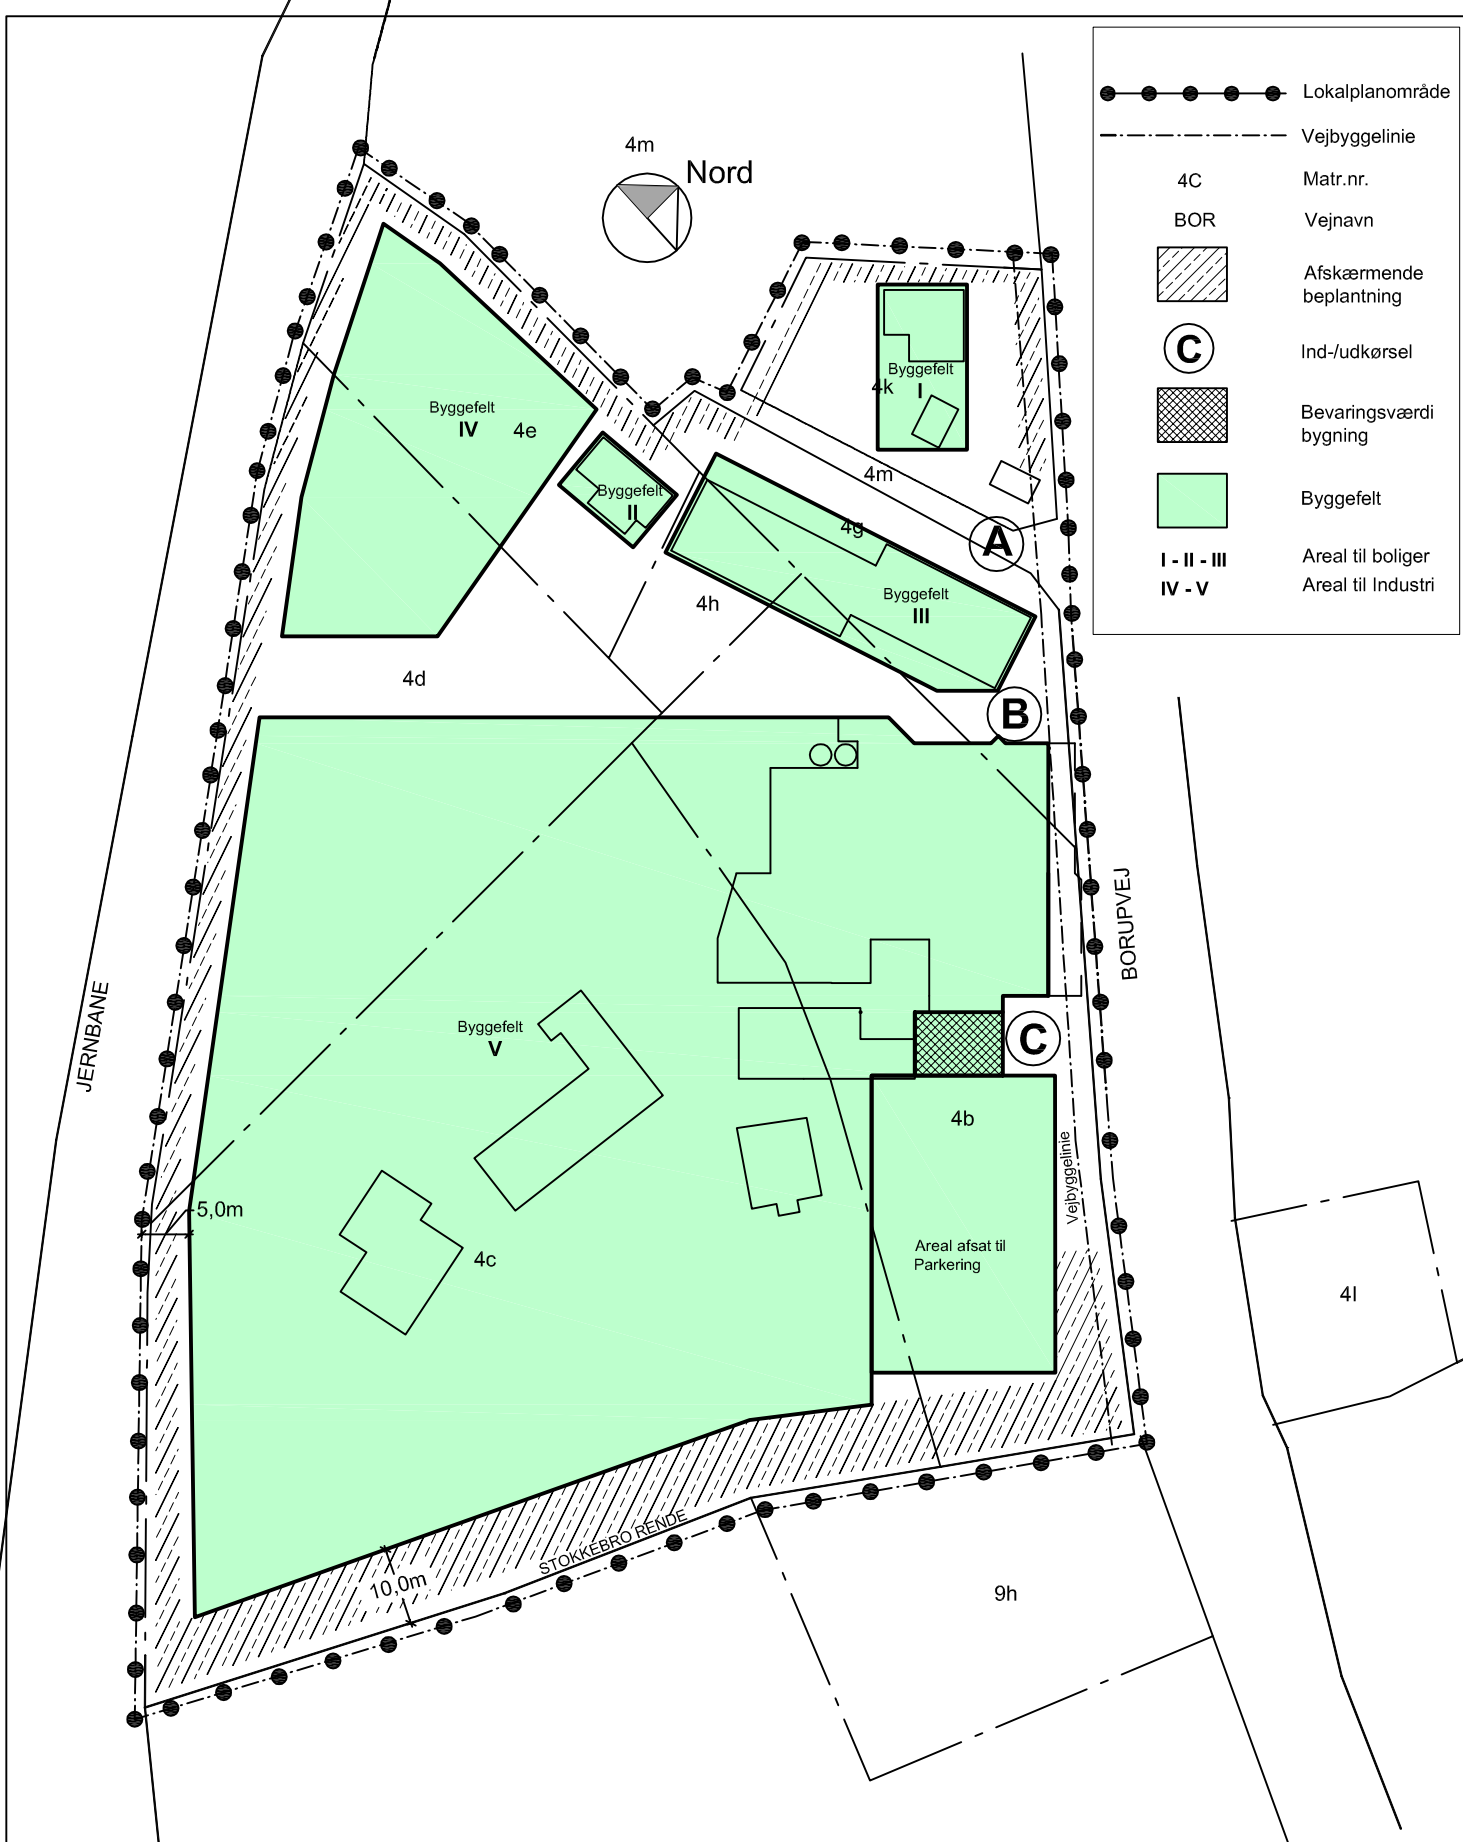 4m
Nord
Lokalplanområde
Vejbyggelinie
4C
Matr.nr.
BOR
Vejnavn
Afskærmende
beplantning
C
Ind-/udkørsel
Bevaringsværdi
bygning
Byggefelt
I - II - III
Areal til boliger
IV - V
Areal til Industri
Byggefelt
I
4k
Byggefelt
IV
4e
Byggefelt
II
4m
A
4g
Byggefelt
III
4h
4d
B
BORUPVEJ
JERNBANE
Byggefelt
V
C
4b
Vejbyggelinie
5,0m
4c
Areal afsat til
Parkering
4l
STOKKEBRO RENDE
10,0m
9h